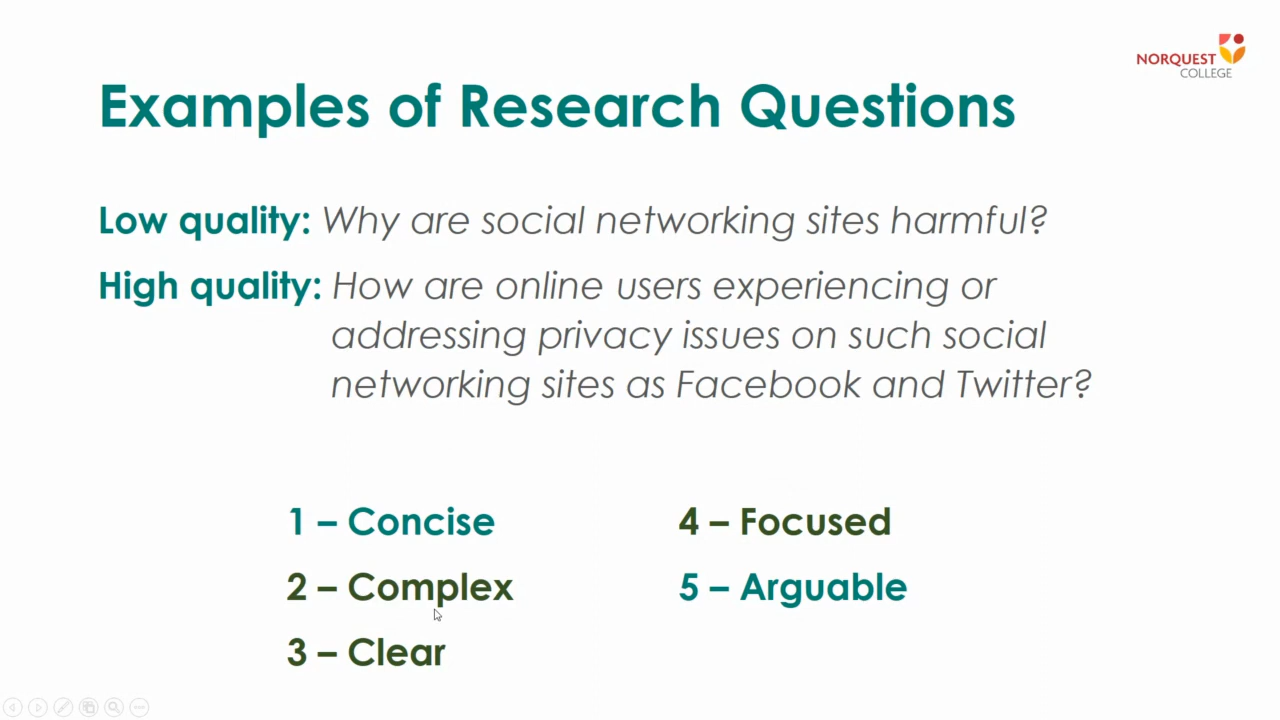 NORQUEST
COLLEGE
Examples of Research Questions
Low quality: Why are social networking sites harmful?
High quality: How are online users experiencing or
addressing privacy issues on such social
networking sites as Facebook and Twitter?
1 – Concise
2 – Complex
3 – Clear
4 – Focused
5 – Arguable